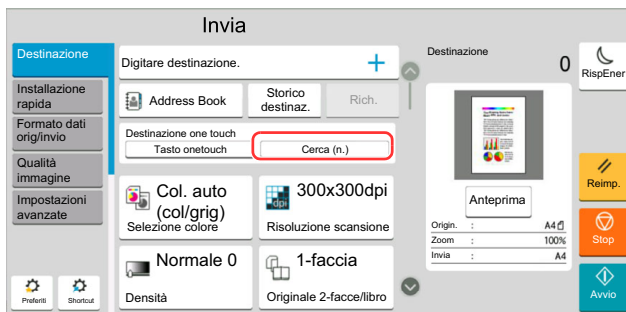 Invia
Destinazione
Installazione
rapida
Formato dati
orig/invio
Qualità
immagine
Impostazioni
avanzate
Preferiti
Shortcut
Digitare destinazione.
Address Book
Storico
destinaz.
Rich.
Destinazione one touch
Tasto onetouch
Cerca (n.)
Col. auto
(col/grig)
Selezione colore
300x300dpi
dpi
Risoluzione scansione
Normale 0
Densità
1-faccia
Originale 2-facce/libro
Destinazione
0
Anteprima
Origin. : A4
Zoom : 100%
Invia : A4
RispEner
Reimp.
Stop
Avvio